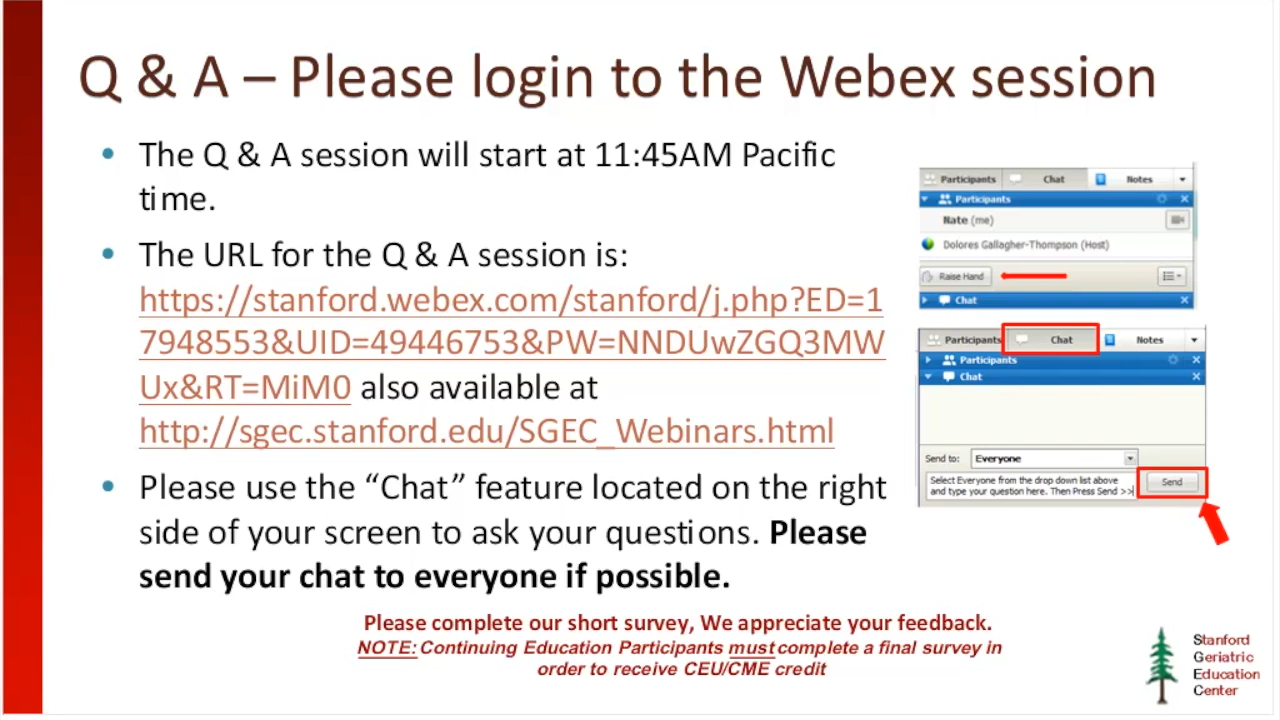 Q & A – Please login to the Webex session
• The Q & A session will start at 11:45AM Pacific
time.
• The URL for the Q & A session is:
https://stanford.webex.com/stanford/j.php?ED=1
7948553&UID=49446753&PW=NNDUwZGQ3MW
Ux&RT=MiM0 also available at
http://sgec.stanford.edu/SGEC_Webinars.html
• Please use the “Chat” feature located on the right
side of your screen to ask your questions. Please
send your chat to everyone if possible.
Participants Chat Notes
Participants
Nate (me)
Dolores Gallagher-Thompson (Host)
Raise Hand
Chat
Participants Chat Notes
Participants
Chat
Send to: Everyone
Select Everyone from the drop down list above
and type your question here. Then Press Send >>
Send
Please complete our short survey, We appreciate your feedback.
NOTE: Continuing Education Participants must complete a final survey in
order to receive CEU/CME credit
Stanford
Geriatric
Education
Center